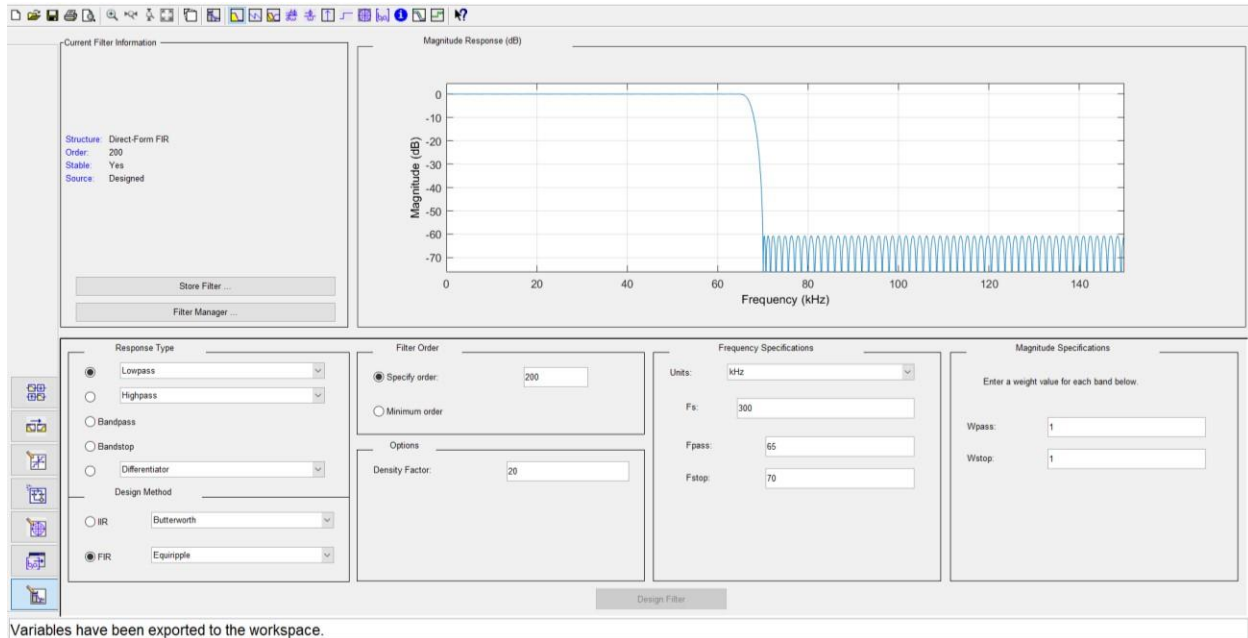 Current Filter Information
Structure: Direct-Form FIR
Order: 200
Stable: Yes
Source: Designed
Store Filter ...
Filter Manager ...
Magnitude Response (dB)
Magnitude (dB)
0
-10
-20
-30
-40
-50
-60
-70
0 20 40 60 80 100 120 140
Frequency (kHz)
Response Type
Lowpass
Highpass
Bandpass
Bandstop
Differentiator
Design Method
IIR Butterworth
FIR Equiripple
Filter Order
Specify order: 200
Minimum order
Options
Density Factor: 20
Frequency Specifications
Units: kHz
Fs: 300
Fpass: 65
Fstop: 70
Magnitude Specifications
Enter a weight value for each band below.
Wpass: 1
Wstop: 1
Design Filter
Variables have been exported to the workspace.